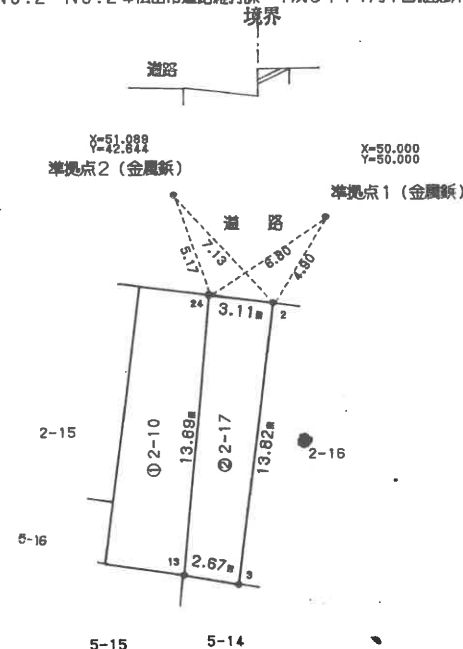 境界
道路
X=51.089
Y=42.644
準拠点2（金属鋲）
X=50.000
Y=50.000
準拠点1（金属鋲）
道 路
5.17
7.13
6.80
4.90
24
3.11m
2
2-15
①2-10
13.69m
②2-17
13.82m
2-16
5-16
13
2.67m
3
5-15
5-14